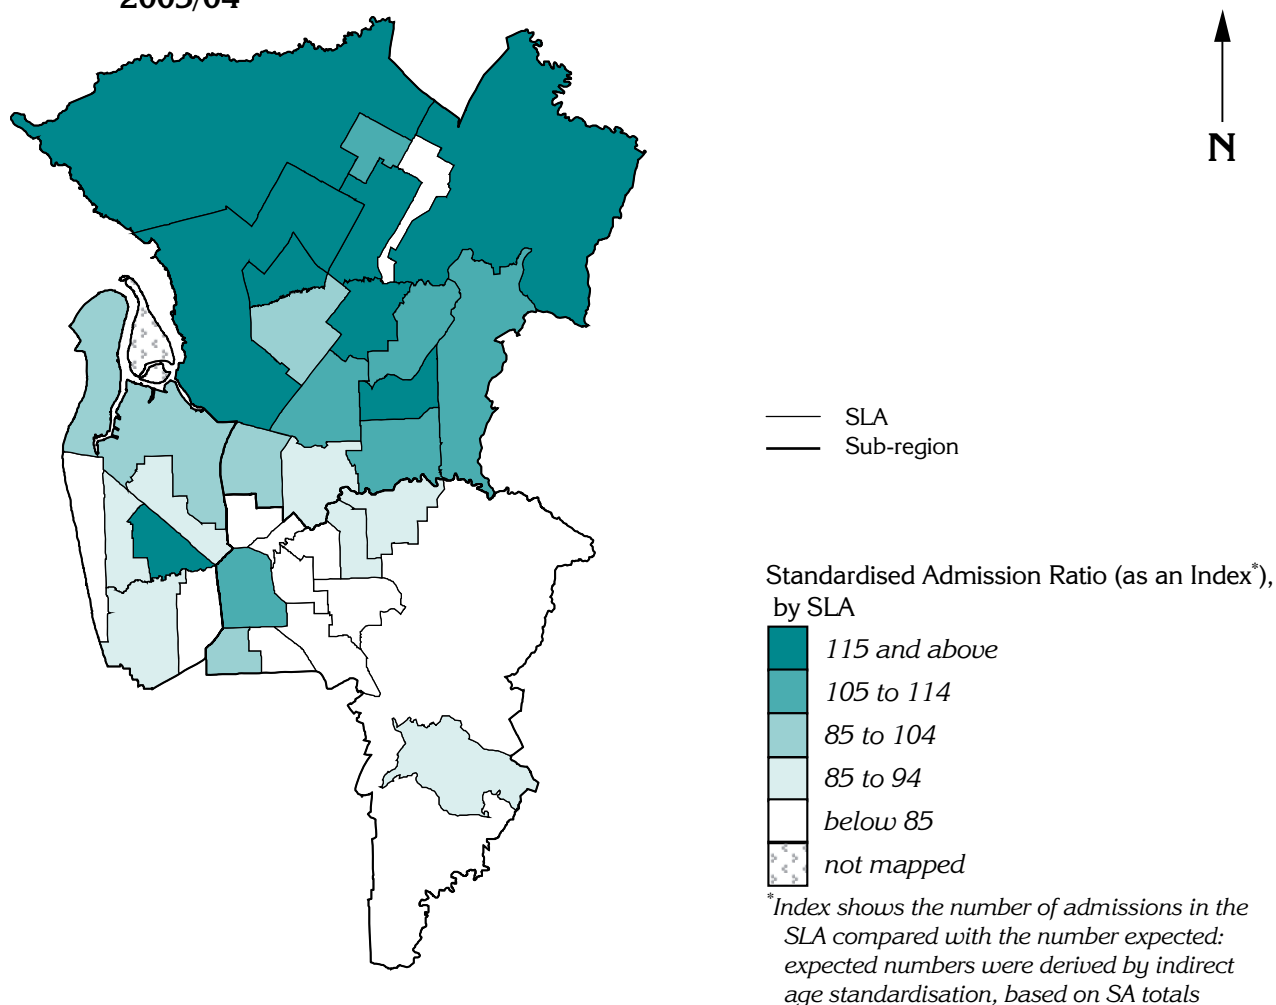 2003/04
N
SLA
Sub-region
Standardised Admission Ratio (as an Index*),
by SLA
115 and above
105 to 114
85 to 104
85 to 94
below 85
not mapped
*Index shows the number of admissions in the
SLA compared with the number expected:
expected numbers were derived by indirect
age standardisation, based on SA totals